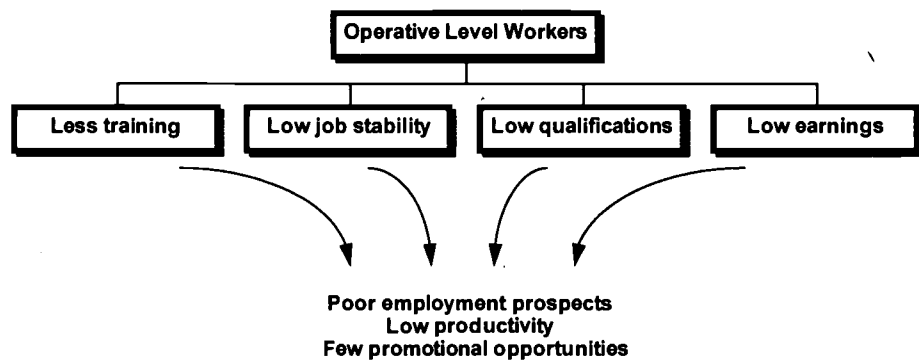 Operative Level Workers
Less training
Low job stability
Low qualifications
Low earnings
Poor employment prospects
Low productivity
Few promotional opportunities